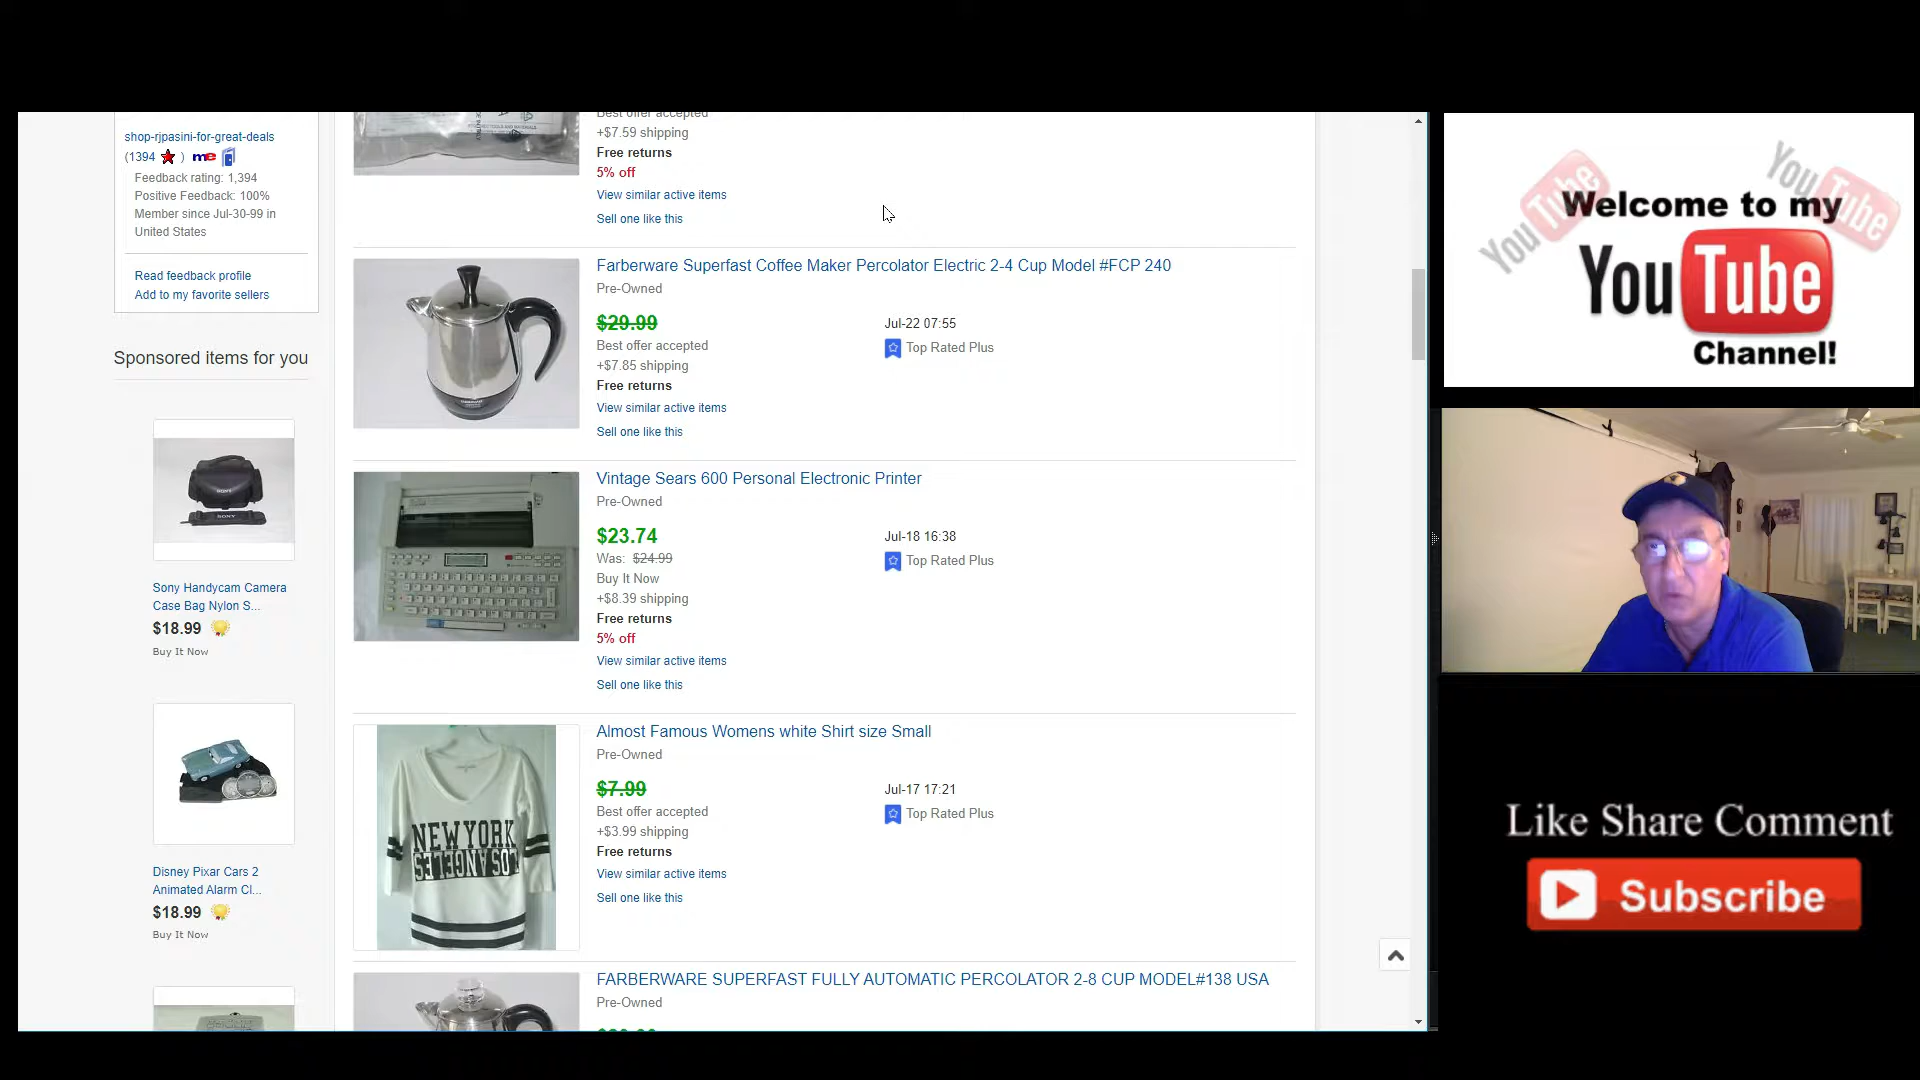 shop-rjpasini-for-great-deals
(1394 ) me
Feedback rating: 1,394
Positive Feedback: 100%
Member since Jul-30-99 in
United States
Read feedback profile
Add to my favorite sellers
Sponsored items for you
SONY
Sony Handycam Camera
Case Bag Nylon S...
$18.99
Buy It Now
Disney Pixar Cars 2
Animated Alarm Cl...
$18.99
Buy It Now
Best offer accepted
+$7.59 shipping
Free returns
5% off
View similar active items
Sell one like this
Farberware Superfast Coffee Maker Percolator Electric 2-4 Cup Model #FCP 240
Pre-Owned
$29.99
Jul-22 07:55
Best offer accepted
Top Rated Plus
+$7.85 shipping
Free returns
View similar active items
Sell one like this
Vintage Sears 600 Personal Electronic Printer
Pre-Owned
$23.74
Jul-18 16:38
Was: $24.99
Top Rated Plus
Buy It Now
+$8.39 shipping
Free returns
5% off
View similar active items
Sell one like this
Almost Famous Womens white Shirt size Small
Pre-Owned
$7.99
Jul-17 17:21
Best offer accepted
Top Rated Plus
+$3.99 shipping
Free returns
View similar active items
Sell one like this
NEW YORK
LOS ANGELES
FARBERWARE SUPERFAST FULLY AUTOMATIC PERCOLATOR 2-8 CUP MODEL#138 USA
Pre-Owned
You Tube
You Tube
Welcome to my
YouTube
Channel!
Like Share Comment
Subscribe